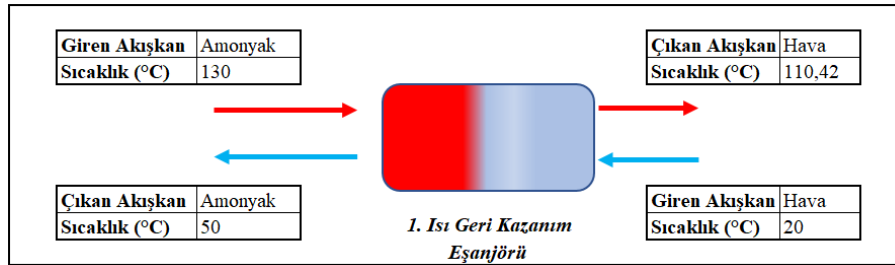 Giren Akışkan Amonyak
Sıcaklık (°C) 130
Çıkan Akışkan Hava
Sıcaklık (°C) 110,42
Çıkan Akışkan Amonyak
Sıcaklık (°C) 50
1. Isı Geri Kazanım
Eşanjörü
Giren Akışkan Hava
Sıcaklık (°C) 20